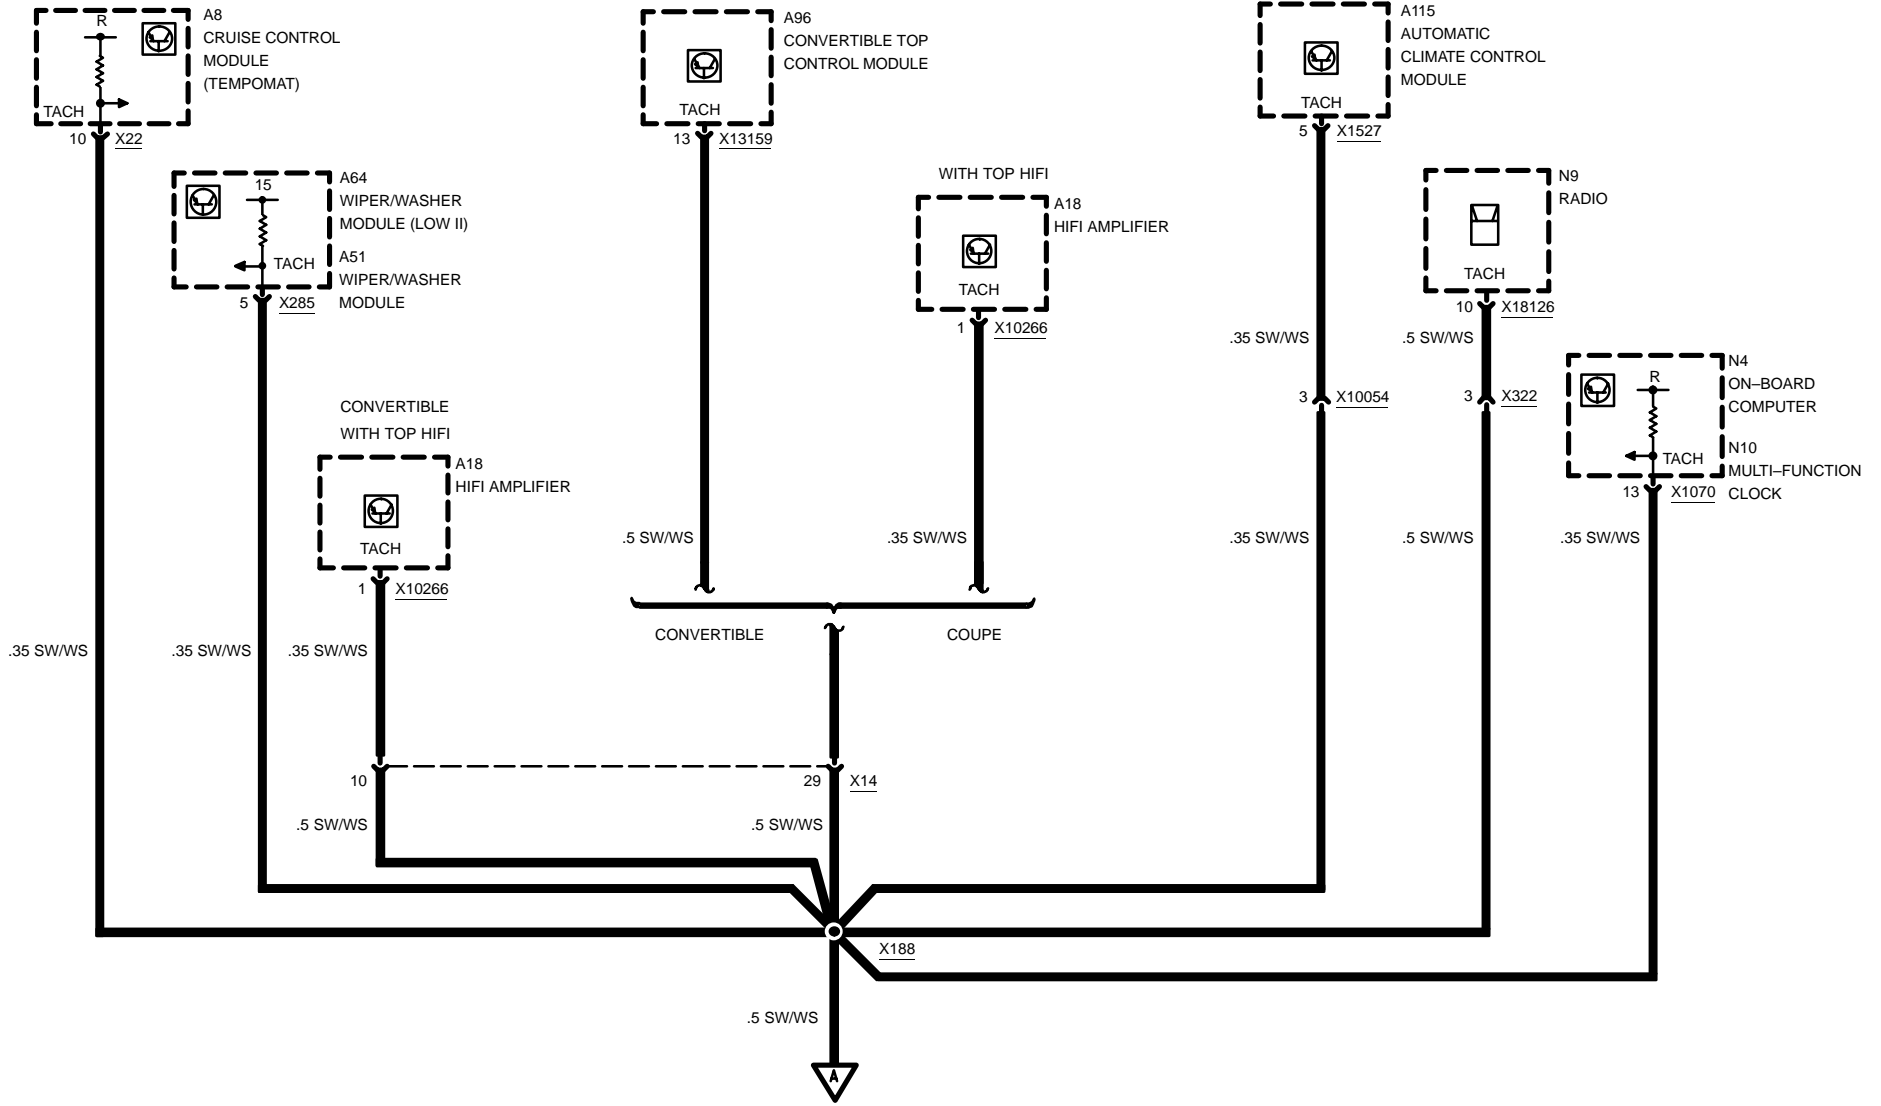 R
A8
CRUISE CONTROL
MODULE
(TEMPOMAT)
TACH
10 X22
A96
CONVERTIBLE TOP
CONTROL MODULE
TACH
13 X13159
A115
AUTOMATIC
CLIMATE CONTROL
MODULE
TACH
5 X1527
15
A64
WIPER/WASHER
MODULE (LOW II)
A51
WIPER/WASHER
MODULE
TACH
5 X285
WITH TOP HIFI
A18
HIFI AMPLIFIER
TACH
1 X10266
N9
RADIO
TACH
10 X18126
.35 SW/WS
.5 SW/WS
3 X10054
3 X322
R
N4
ON–BOARD
COMPUTER
N10
MULTI–FUNCTION
CLOCK
TACH
13 X1070
CONVERTIBLE
WITH TOP HIFI
A18
HIFI AMPLIFIER
TACH
1 X10266
.5 SW/WS
.35 SW/WS
.35 SW/WS
.5 SW/WS
.35 SW/WS
CONVERTIBLE
COUPE
.35 SW/WS
.35 SW/WS
.35 SW/WS
10
29 X14
.5 SW/WS
.5 SW/WS
X188
.5 SW/WS
A